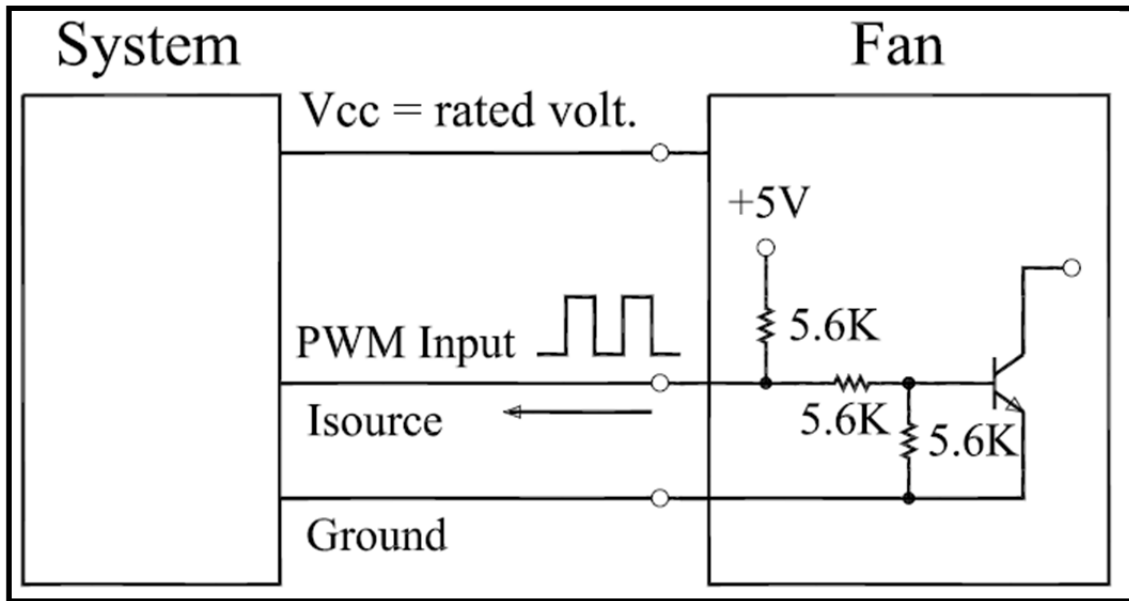 System
Fan
Vcc = rated volt.
+5V
5.6K
PWM Input
5.6K
5.6K
Isource
Ground